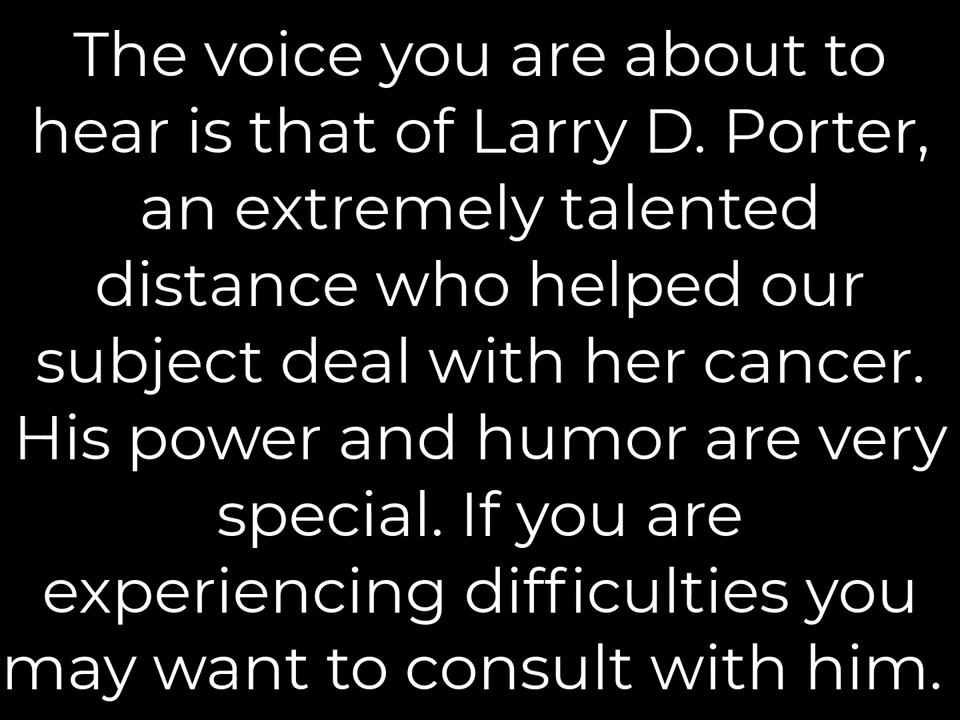 The voice you are about to
hear is that of Larry D. Porter,
an extremely talented
distance who helped our
subject deal with her cancer.
His power and humor are very
special. If you are
experiencing difficulties you
may want to consult with him.